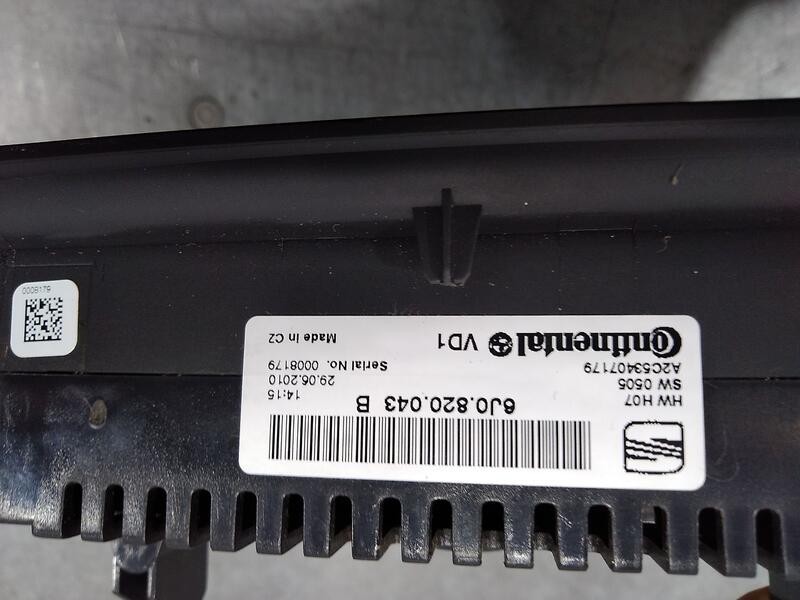 6J0.820.043 B
14:15
HW H07
SW 0505
29.06.2010
A2C53407179
Serial No. 0008179
Continental VD1
Made in CZ
0008179